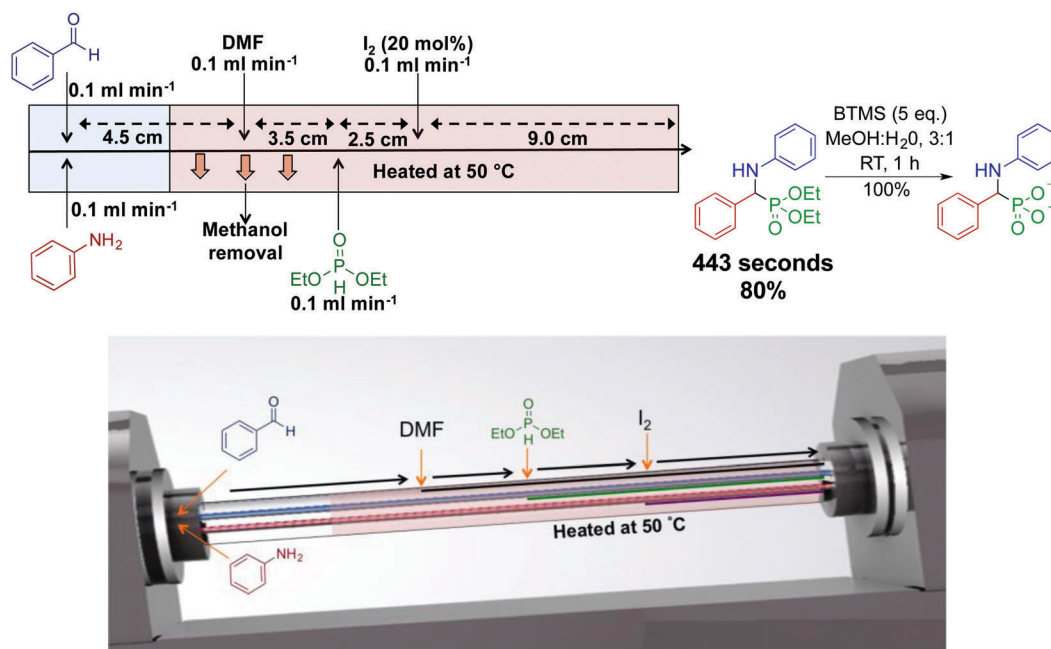 O
H
DMF
0.1 ml min⁻¹
I₂ (20 mol%)
0.1 ml min⁻¹
0.1 ml min⁻¹
4.5 cm
3.5 cm
2.5 cm
9.0 cm
Heated at 50 °C
0.1 ml min⁻¹
Methanol
removal
NH₂
O
EtO P OEt
H
0.1 ml min⁻¹
HN
OEt
P OEt
O
443 seconds
80%
BTMS (5 eq.)
MeOH:H₂0, 3:1
RT, 1 h
100%
HN
O⁻
P O⁻
O
O
H
DMF
O
EtO P OEt
H
I₂
Heated at 50 °C
NH₂